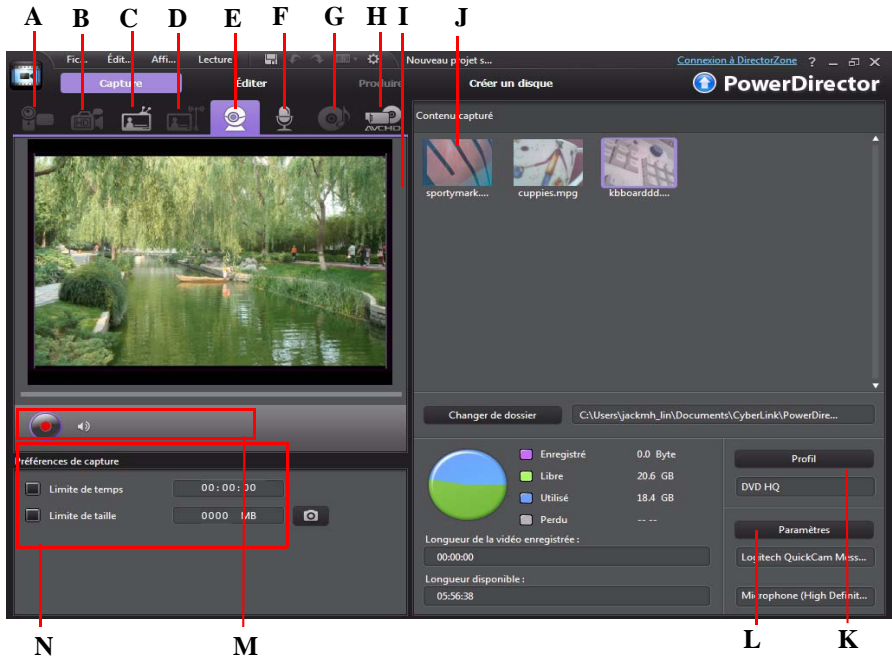 A B C D E F G H I J
Fic... Édit... Affi... Lecture Nouveau projet s... Connexion à DirectorZone ?
Capture Éditer Produire Créer un disque PowerDirector
HD AVCHD
Contenu capturé
sportymark.... cuppies.mpg kbboarddd....
Changer de dossier C:\Users\jackmh_lin\Documents\CyberLink\PowerDire...
Préférences de capture
Limite de temps 00:00:00
Limite de taille 0000 MB
Enregistré 0.0 Byte
Libre 20.6 GB
Utilisé 18.4 GB
Perdu -- --
Longueur de la vidéo enregistrée :
00:00:00
Longueur disponible :
05:56:38
Profil
DVD HQ
Paramètres
Logitech QuickCam Mess...
Microphone (High Definit...
N M L K